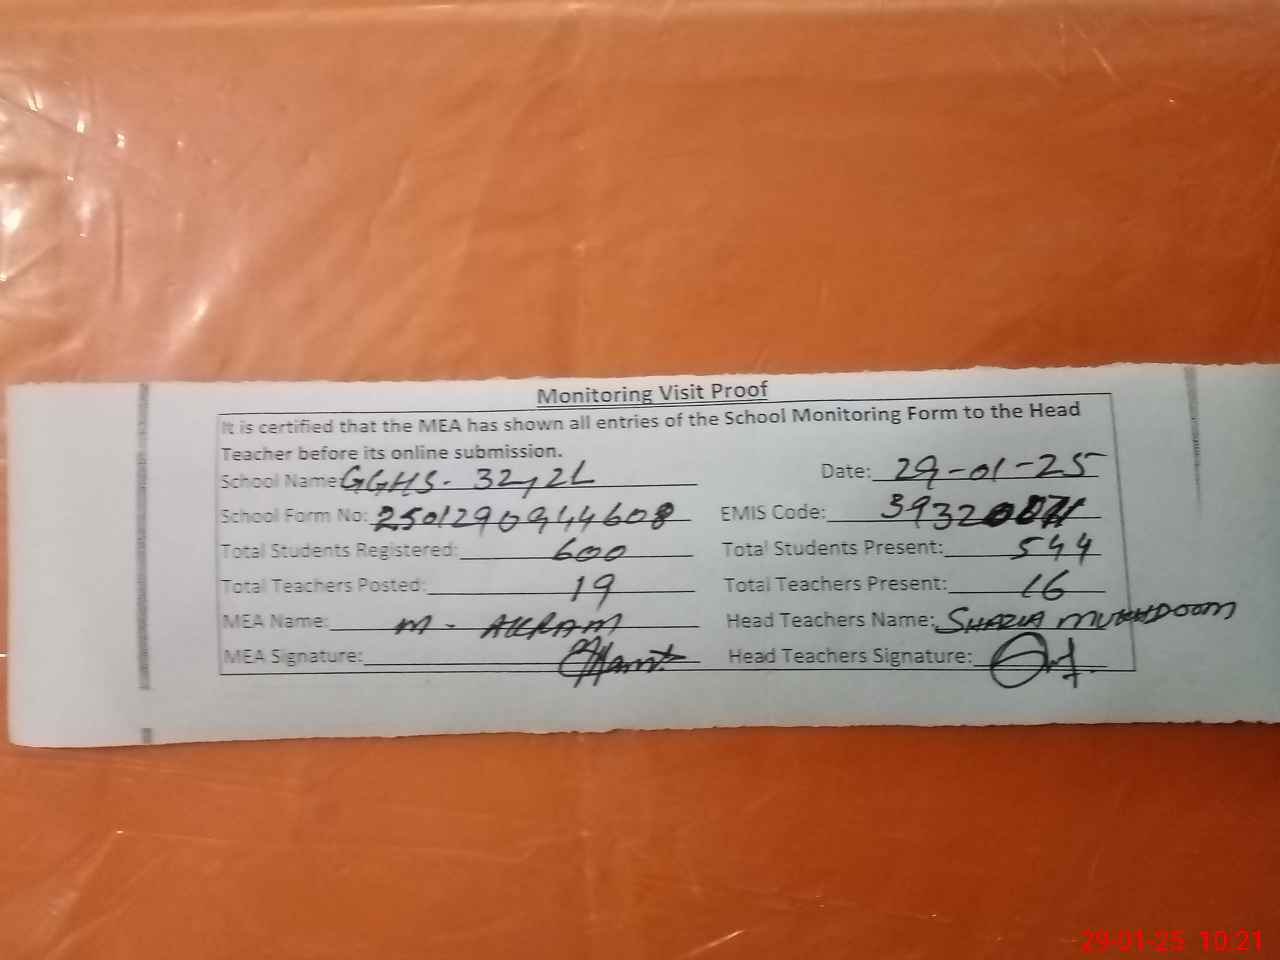 Monitoring Visit Proof
It is certified that the MEA has shown all entries of the School Monitoring Form to the Head
Teacher before its online submission.
School Name GGHS- 32,2L Date: 29-01-25
School Form No: 2501290944608 EMIS Code:
Total Students Registered: 600 Total Students Present: 544
Total Teachers Posted: 19 Total Teachers Present: 16
MEA Name: M- AKRAM Head Teachers Name: SHAZIA MUKHDOOM
MEA Signature: Head Teachers Signature:
29-01-25 10:21